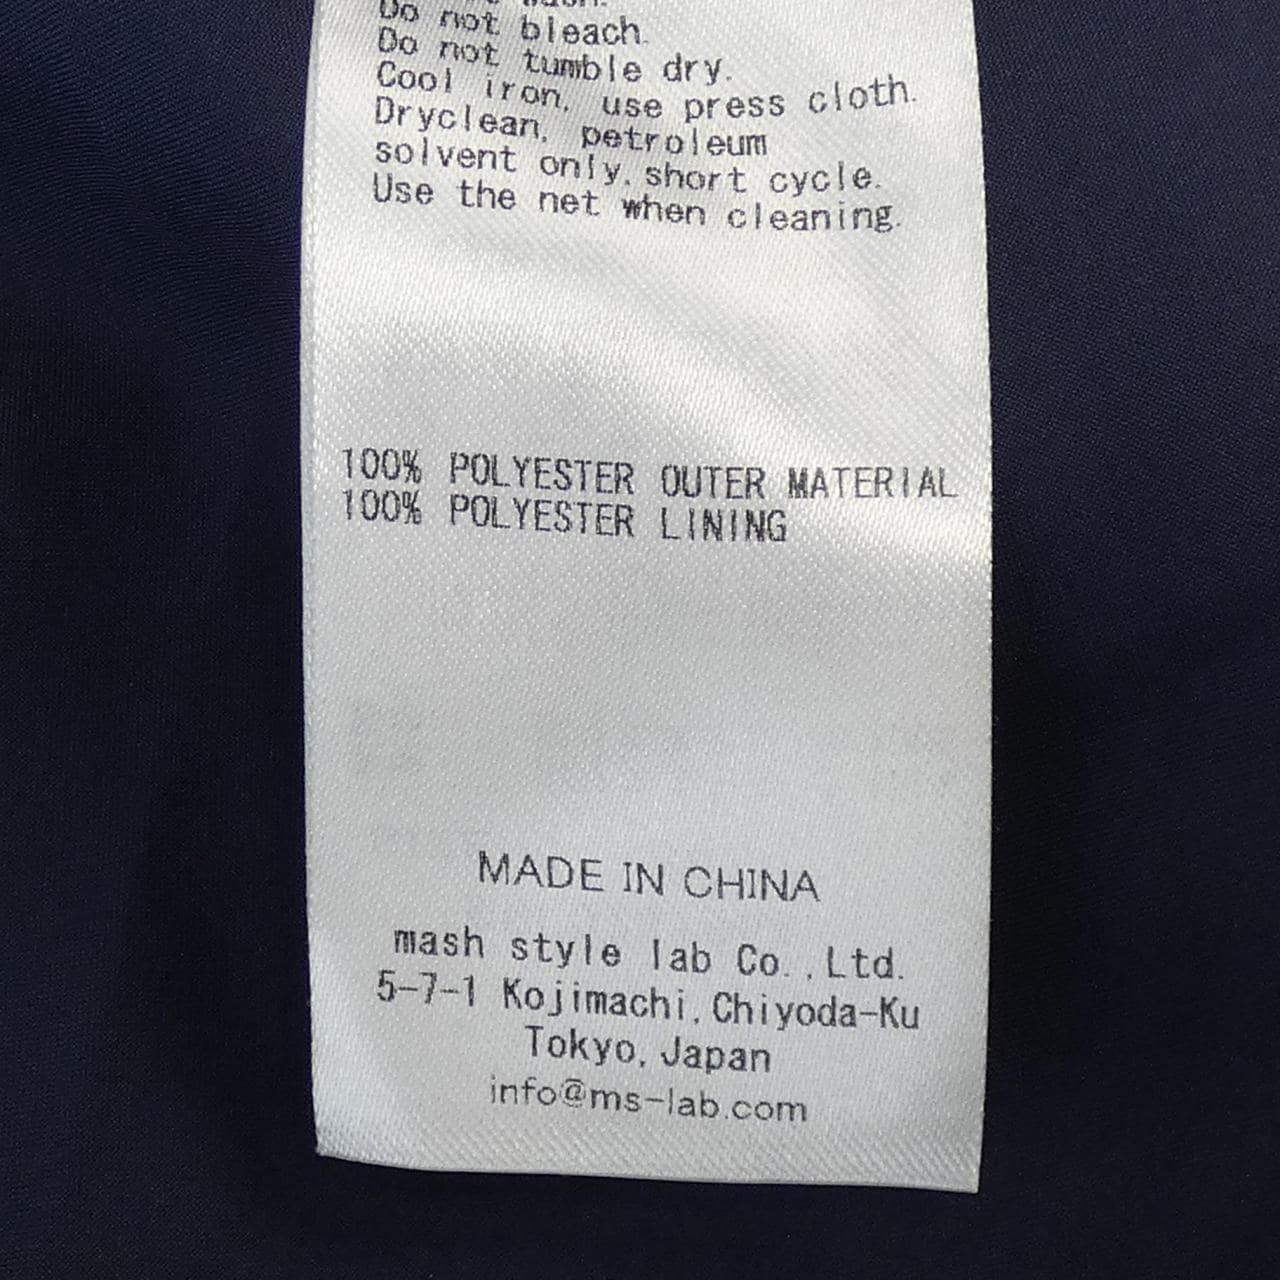 Do not bleach.
Do not tumble dry.
Cool iron, use press cloth.
Dryclean, petroleum
solvent only, short cycle.
Use the net when cleaning.
100% POLYESTER OUTER MATERIAL
100% POLYESTER LINING
MADE IN CHINA
mash style lab Co.,Ltd.
5-7-1 Kojimachi, Chiyoda-Ku
Tokyo, Japan
info@ms-lab.com